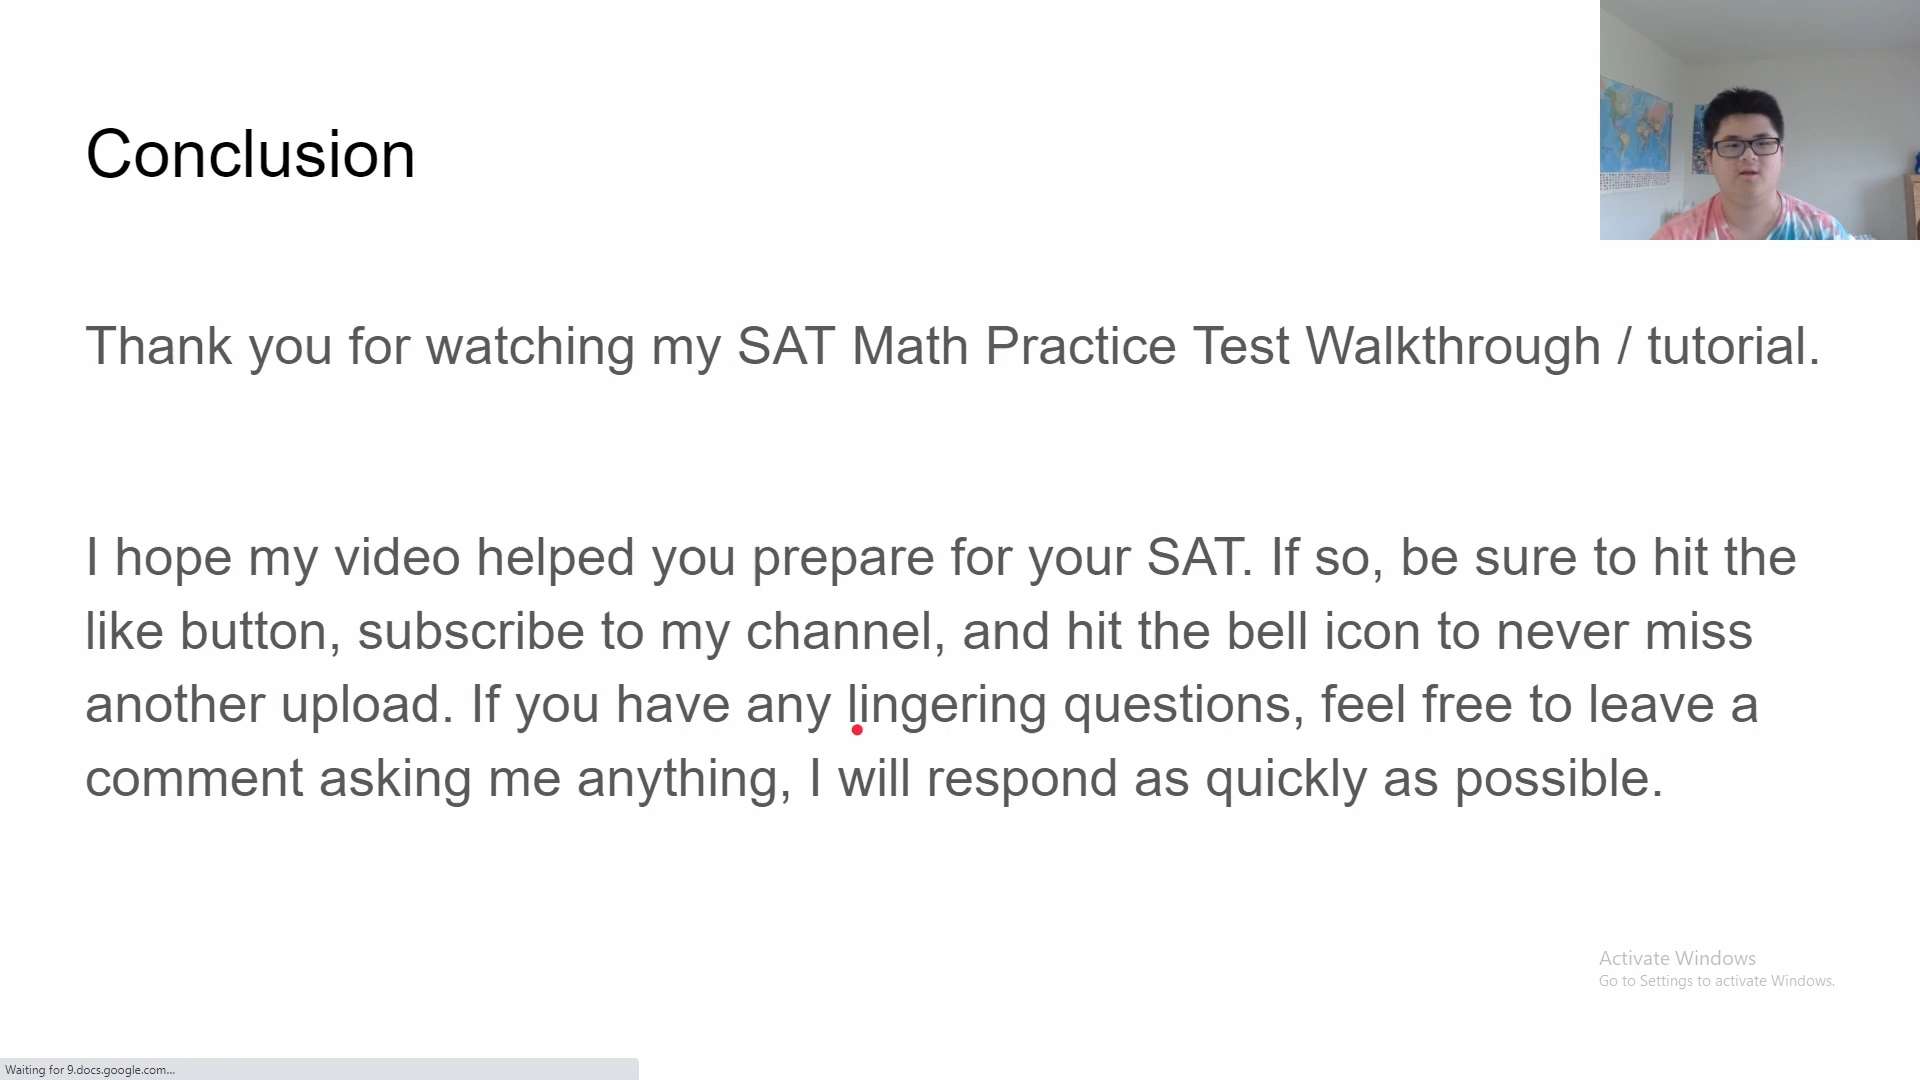 Conclusion
Thank you for watching my SAT Math Practice Test Walkthrough / tutorial.
I hope my video helped you prepare for your SAT. If so, be sure to hit the
like button, subscribe to my channel, and hit the bell icon to never miss
another upload. If you have any lingering questions, feel free to leave a
comment asking me anything, I will respond as quickly as possible.
Activate Windows
Go to Settings to activate Windows.
Waiting for 9.docs.google.com...